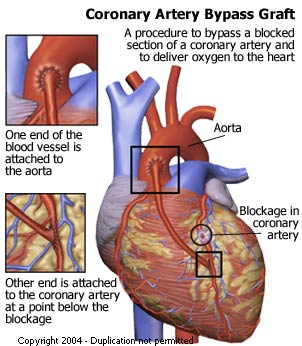 Coronary Artery Bypass Graft
A procedure to bypass a blocked
section of a coronary artery and
to deliver oxygen to the heart
Aorta
One end of the
blood vessel is
attached to
the aorta
Blockage in
coronary
artery
Other end is attached
to the coronary artery
at a point below the
blockage
Copyright 2004 - Duplication not permitted